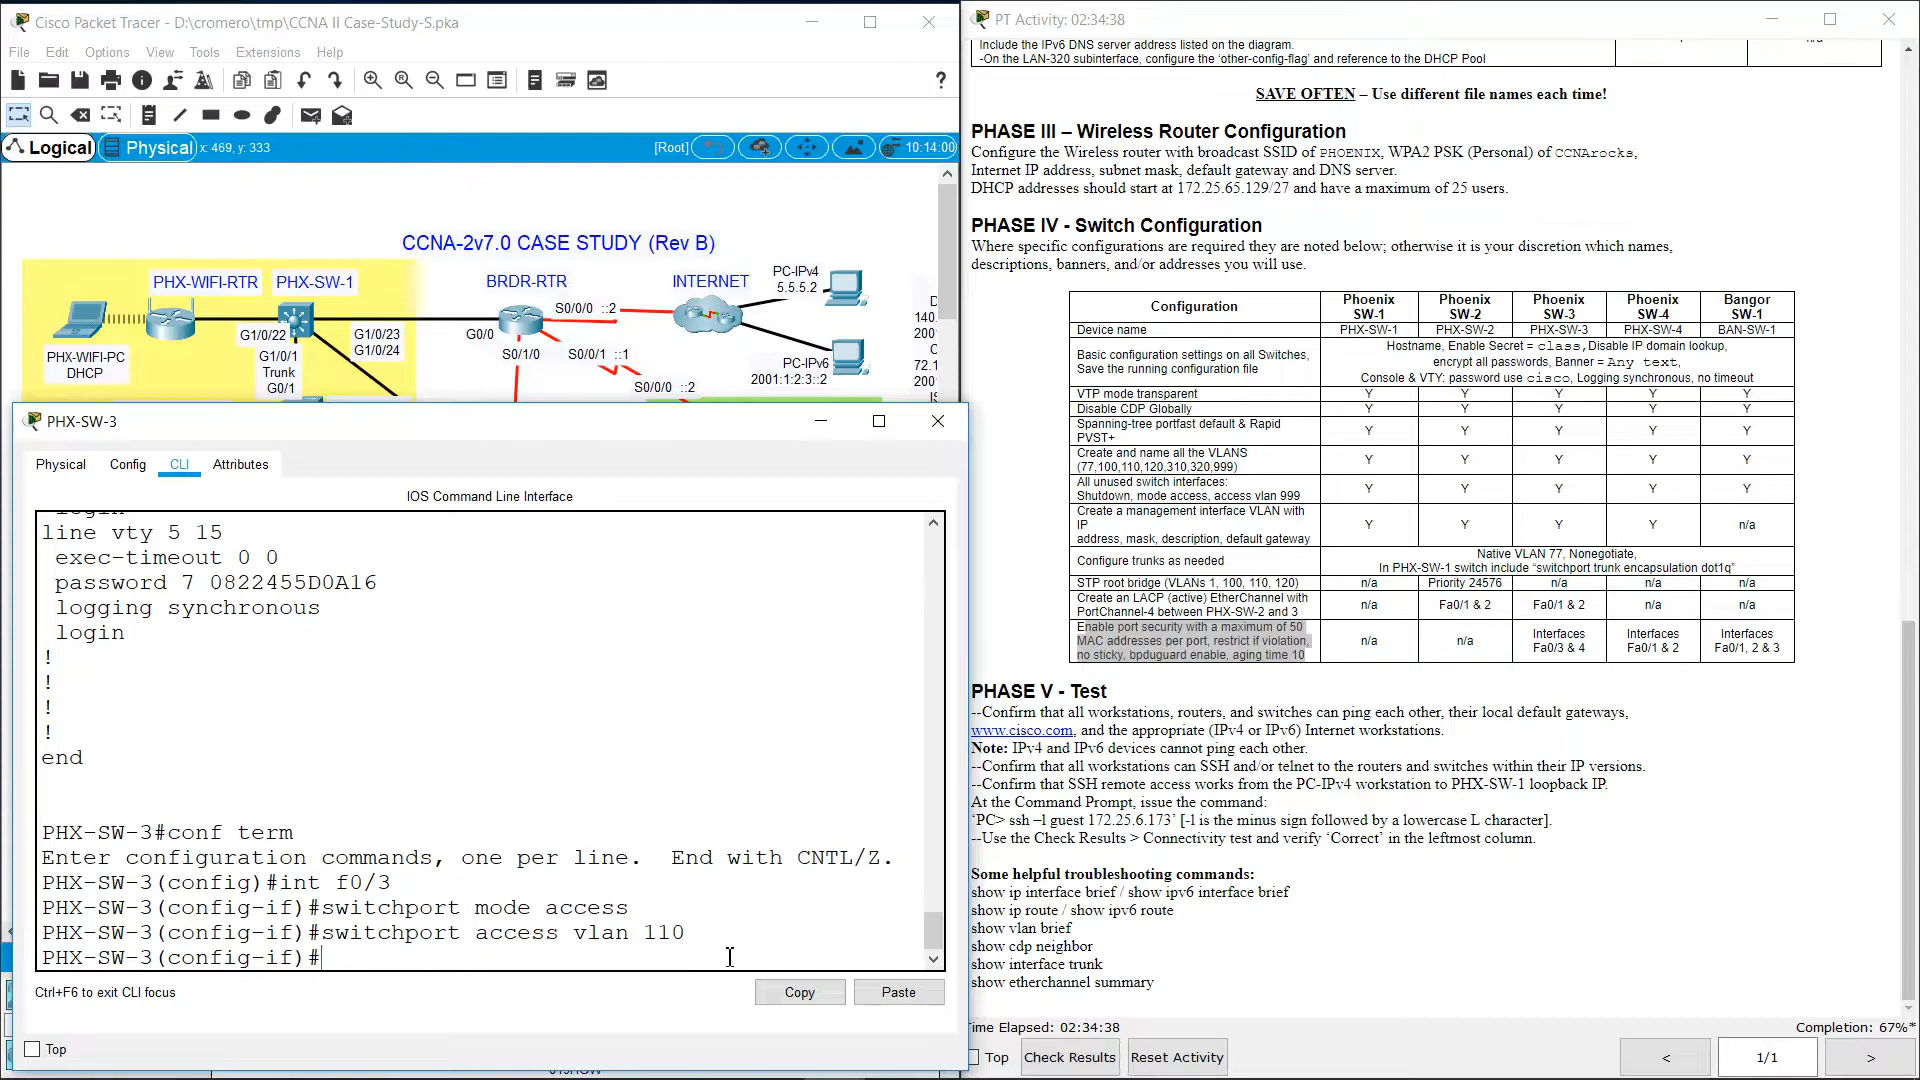 Cisco Packet Tracer - D:\cromero\tmp\CCNA II Case-Study-S.pka
File Edit Options View Tools Extensions Help
Logical Physical x: 469, y: 333 [Root] 10:14:00
CCNA-2v7.0 CASE STUDY (Rev B)
PHX-WIFI-RTR PHX-SW-1 BRDR-RTR INTERNET PC-IPv4
5.5.5.2
S0/0/0 ::2
G1/0/22 G1/0/23
G1/0/24
G0/0
G1/0/1
Trunk
G0/1
S0/1/0 S0/0/1 ::1
PHX-WIFI-PC
DHCP
PC-IPv6
2001:1:2:3::2
S0/0/0 ::2
D
140.
200
C
72.1
200
PHX-SW-3
Physical Config CLI Attributes
IOS Command Line Interface
login
line vty 5 15
exec-timeout 0 0
password 7 0822455D0A16
logging synchronous
login
!
!
!
!
end
PHX-SW-3#conf term
Enter configuration commands, one per line. End with CNTL/Z.
PHX-SW-3(config)#int f0/3
PHX-SW-3(config-if)#switchport mode access
PHX-SW-3(config-if)#switchport access vlan 110
PHX-SW-3(config-if)#
Ctrl+F6 to exit CLI focus
Copy Paste
Top
PT Activity: 02:34:38
Include the IPv6 DNS server address listed on the diagram.
-On the LAN-320 subinterface, configure the 'other-config-flag' and reference to the DHCP Pool
n/a
SAVE OFTEN – Use different file names each time!
PHASE III – Wireless Router Configuration
Configure the Wireless router with broadcast SSID of PHOENIX, WPA2 PSK (Personal) of CCNArocks,
Internet IP address, subnet mask, default gateway and DNS server.
DHCP addresses should start at 172.25.65.129/27 and have a maximum of 25 users.
PHASE IV - Switch Configuration
Where specific configurations are required they are noted below; otherwise it is your discretion which names,
descriptions, banners, and/or addresses you will use.
Configuration Phoenix SW-1 Phoenix SW-2 Phoenix SW-3 Phoenix SW-4 Bangor SW-1
Device name PHX-SW-1 PHX-SW-2 PHX-SW-3 PHX-SW-4 BAN-SW-1
Basic configuration settings on all Switches,
Save the running configuration file
Hostname, Enable Secret = class, Disable IP domain lookup,
encrypt all passwords, Banner = Any text,
Console & VTY: password use cisco, Logging synchronous, no timeout
VTP mode transparent Y Y Y Y Y
Disable CDP Globally Y Y Y Y Y
Spanning-tree portfast default & Rapid
PVST+ Y Y Y Y Y
Create and name all the VLANS
(77,100,110,120,310,320,999) Y Y Y Y Y
All unused switch interfaces:
Shutdown, mode access, access vlan 999 Y Y Y Y Y
Create a management interface VLAN with
IP
address, mask, description, default gateway Y Y Y Y n/a
Configure trunks as needed
Native VLAN 77, Nonegotiate,
In PHX-SW-1 switch include "switchport trunk encapsulation dot1q"
STP root bridge (VLANs 1, 100, 110, 120) n/a Priority 24576 n/a n/a n/a
Create an LACP (active) EtherChannel with
PortChannel-4 between PHX-SW-2 and 3 n/a Fa0/1 & 2 Fa0/1 & 2 n/a n/a
Enable port security with a maximum of 50
MAC addresses per port, restrict if violation,
no sticky, bpduguard enable, aging time 10
n/a n/a Interfaces Fa0/3 & 4 Interfaces Fa0/1 & 2 Interfaces Fa0/1, 2 & 3
PHASE V - Test
--Confirm that all workstations, routers, and switches can ping each other, their local default gateways,
www.cisco.com, and the appropriate (IPv4 or IPv6) Internet workstations.
Note: IPv4 and IPv6 devices cannot ping each other.
--Confirm that all workstations can SSH and/or telnet to the routers and switches within their IP versions.
--Confirm that SSH remote access works from the PC-IPv4 workstation to PHX-SW-1 loopback IP.
At the Command Prompt, issue the command:
'PC> ssh –l guest 172.25.6.173' [-l is the minus sign followed by a lowercase L character].
--Use the Check Results > Connectivity test and verify 'Correct' in the leftmost column.
Some helpful troubleshooting commands:
show ip interface brief / show ipv6 interface brief
show ip route / show ipv6 route
show vlan brief
show cdp neighbor
show interface trunk
show etherchannel summary
Time Elapsed: 02:34:38 Completion: 67%*
Top Check Results Reset Activity < 1/1 >